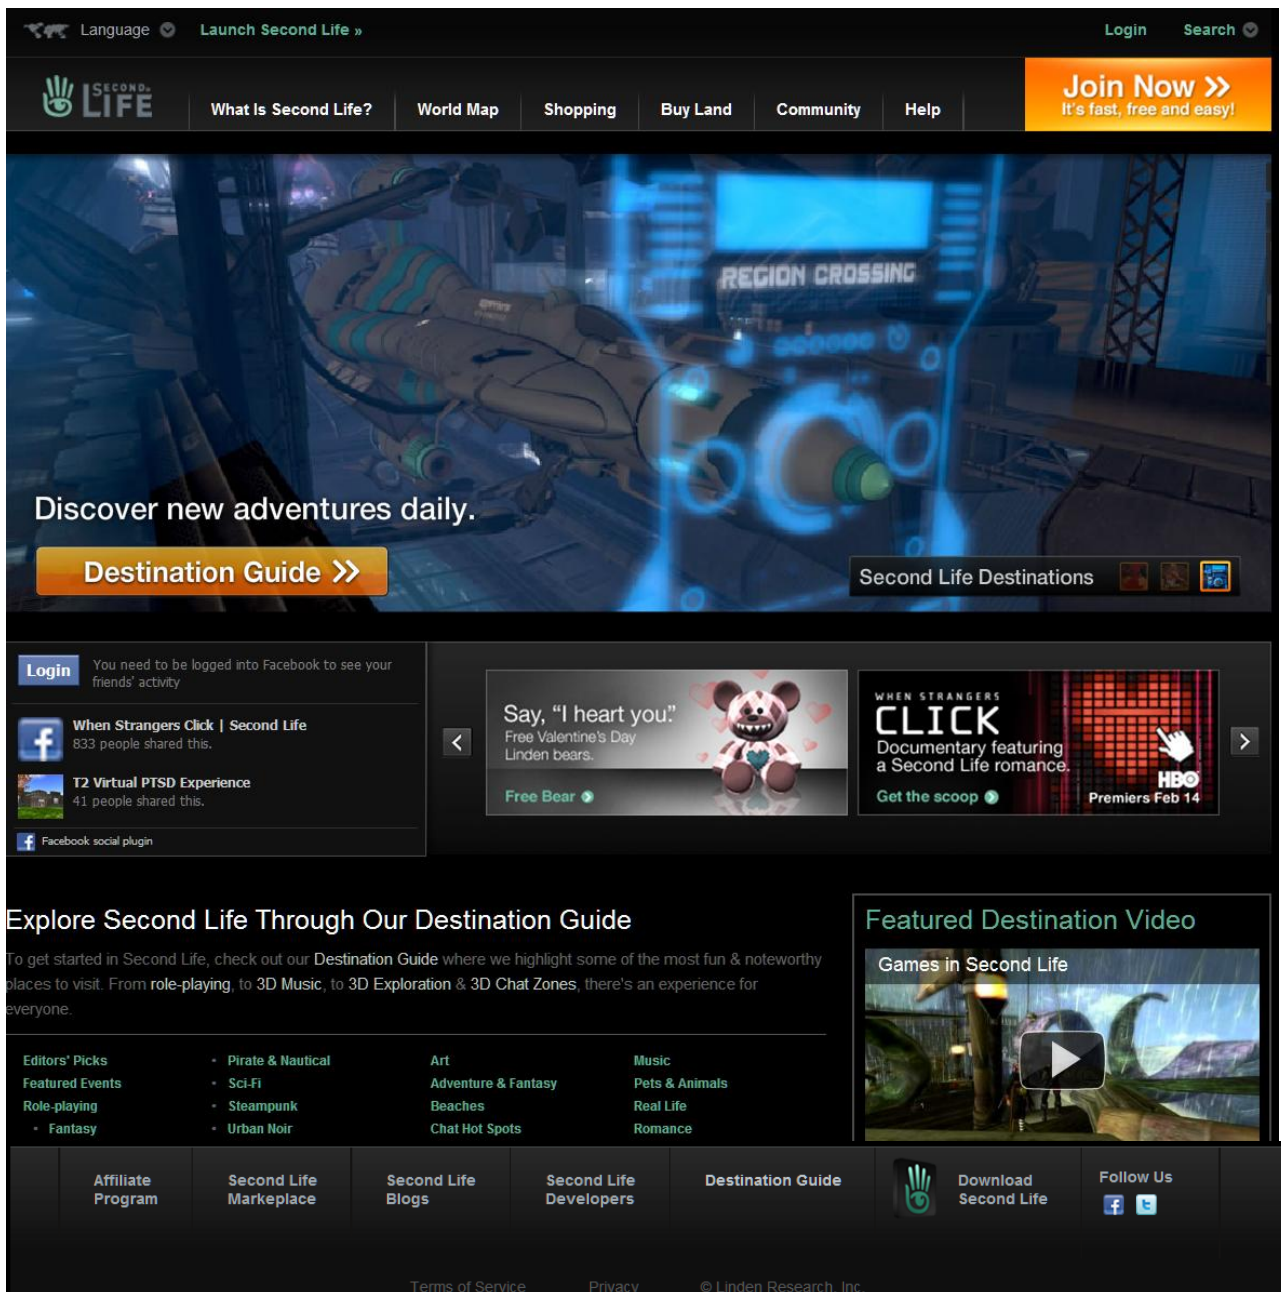 Language
Launch Second Life »
Login
Search
SECOND
LIFE
What Is Second Life?
World Map
Shopping
Buy Land
Community
Help
Join Now >>
It's fast, free and easy!
REGION CROSSING
Discover new adventures daily.
Destination Guide >>
Second Life Destinations
Login
You need to be logged into Facebook to see your
friends' activity
When Strangers Click | Second Life
833 people shared this.
T2 Virtual PTSD Experience
41 people shared this.
Facebook social plugin
Say, “I heart you.”
Free Valentine's Day
Linden bears.
Free Bear
WHEN STRANGERS
CLICK
Documentary featuring
a Second Life romance.
Get the scoop
HBO
Premiers Feb 14
Explore Second Life Through Our Destination Guide
To get started in Second Life, check out our Destination Guide where we highlight some of the most fun & noteworthy
places to visit. From role-playing, to 3D Music, to 3D Exploration & 3D Chat Zones, there's an experience for
everyone.
Editors' Picks
Featured Events
Role-playing
• Fantasy
• Pirate & Nautical
• Sci-Fi
• Steampunk
• Urban Noir
Art
Adventure & Fantasy
Beaches
Chat Hot Spots
Music
Pets & Animals
Real Life
Romance
Featured Destination Video
Games in Second Life
Affiliate
Program
Second Life
Markeplace
Second Life
Blogs
Second Life
Developers
Destination Guide
Download
Second Life
Follow Us
Terms of Service
Privacy
© Linden Research, Inc.